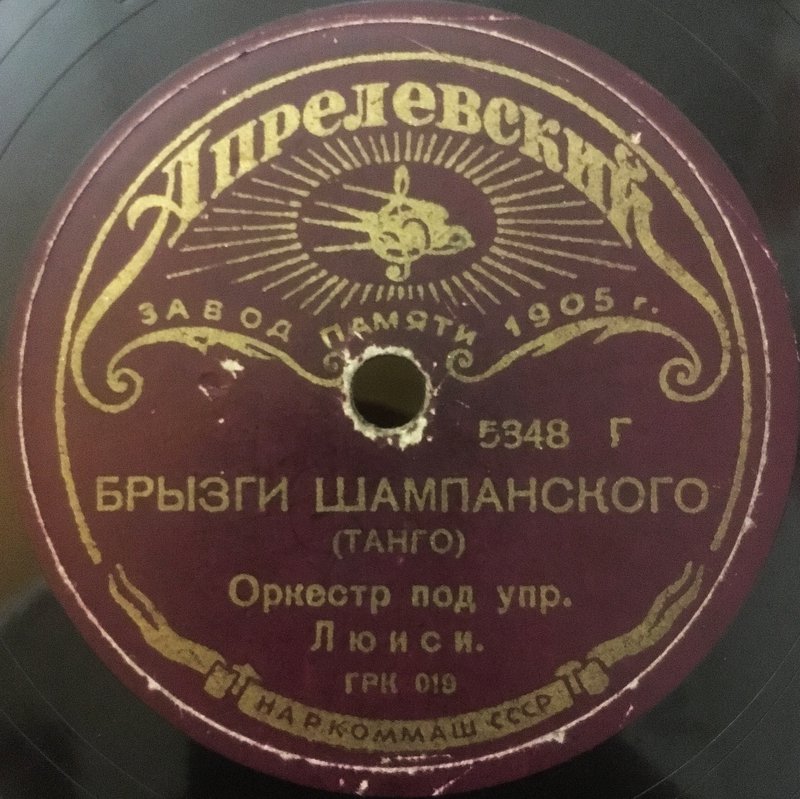 Апрелевский
ЗАВОД ПАМЯТИ 1905 г.
5348 Г
БРЫЗГИ ШАМПАНСКОГО
(ТАНГО)
Оркестр под упр.
Люиси.
ГРК 019
НАРКОММАШ СССР